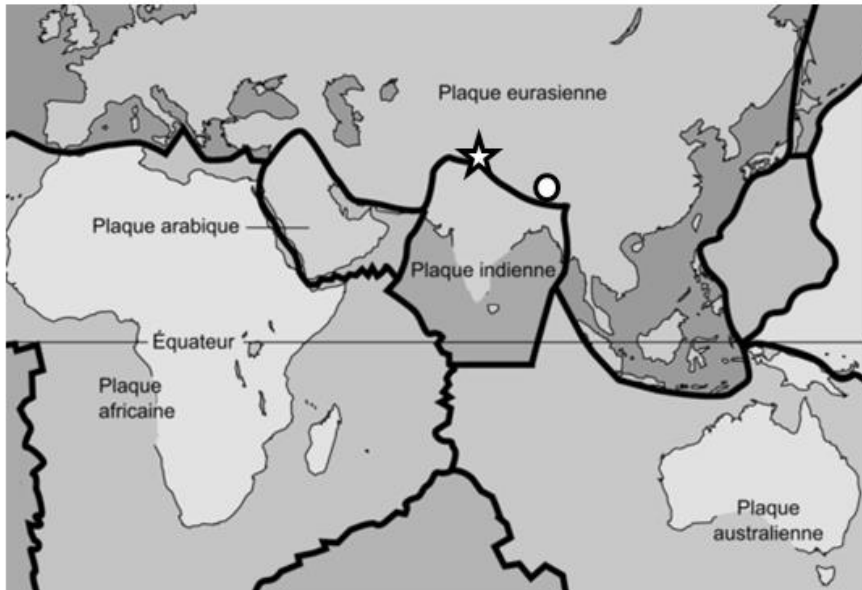 Plaque eurasienne
Plaque arabique
Plaque indienne
Équateur
Plaque
africaine
Plaque
australienne